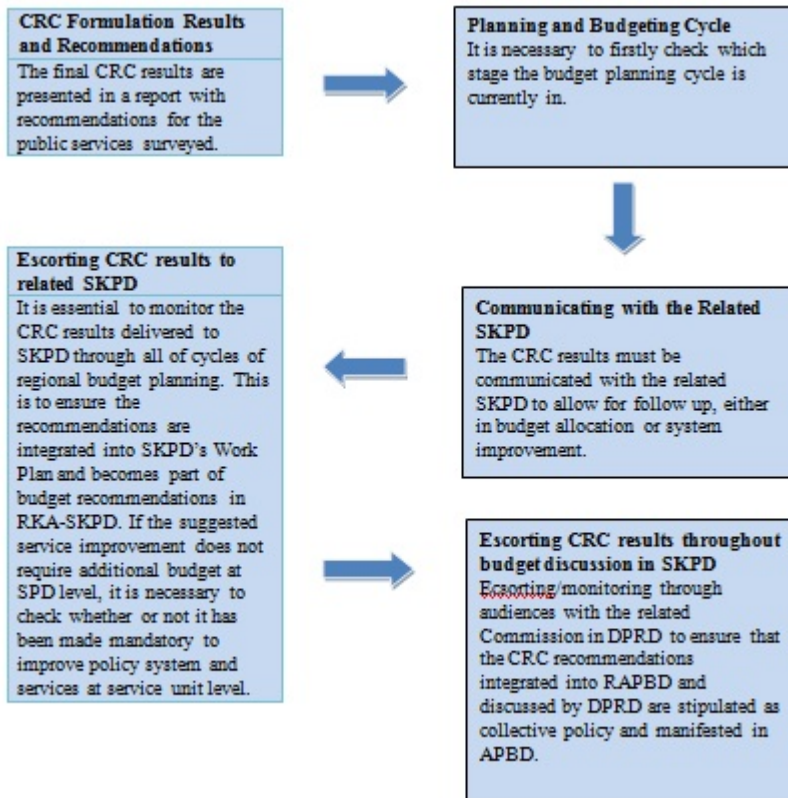 CRC Formulation Results
and Recommendations
The final CRC results are
presented in a report with
recommendations for the
public services surveyed.
Planning and Budgeting Cycle
It is necessary to firstly check which
stage the budget planning cycle is
currently in.
Communicating with the Related
SKPD
The CRC results must be
communicated with the related
SKPD to allow for follow up, either
in budget allocation or system
improvement.
Escorting CRC results to
related SKPD
It is essential to monitor the
CRC results delivered to
SKPD through all of cycles of
regional budget planning. This
is to ensure the
recommendations are
integrated into SKPD's Work
Plan and becomes part of
budget recommendations in
RKA-SKPD. If the suggested
service improvement does not
require additional budget at
SPD level, it is necessary to
check whether or not it has
been made mandatory to
improve policy system and
services at service unit level.
Escorting CRC results throughout
budget discussion in SKPD
Ecsorting/monitoring through
audiences with the related
Commission in DPRD to ensure that
the CRC recommendations
integrated into RAPBD and
discussed by DPRD are stipulated as
collective policy and manifested in
APBD.